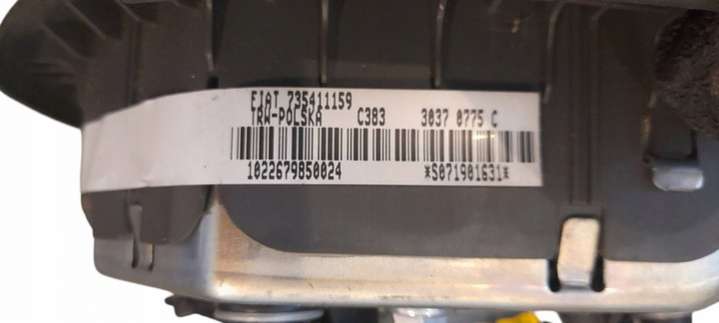 FIAT 735411159
TRW-POLSKA C383 3037 0775 C
1022679850024 *S071901631*